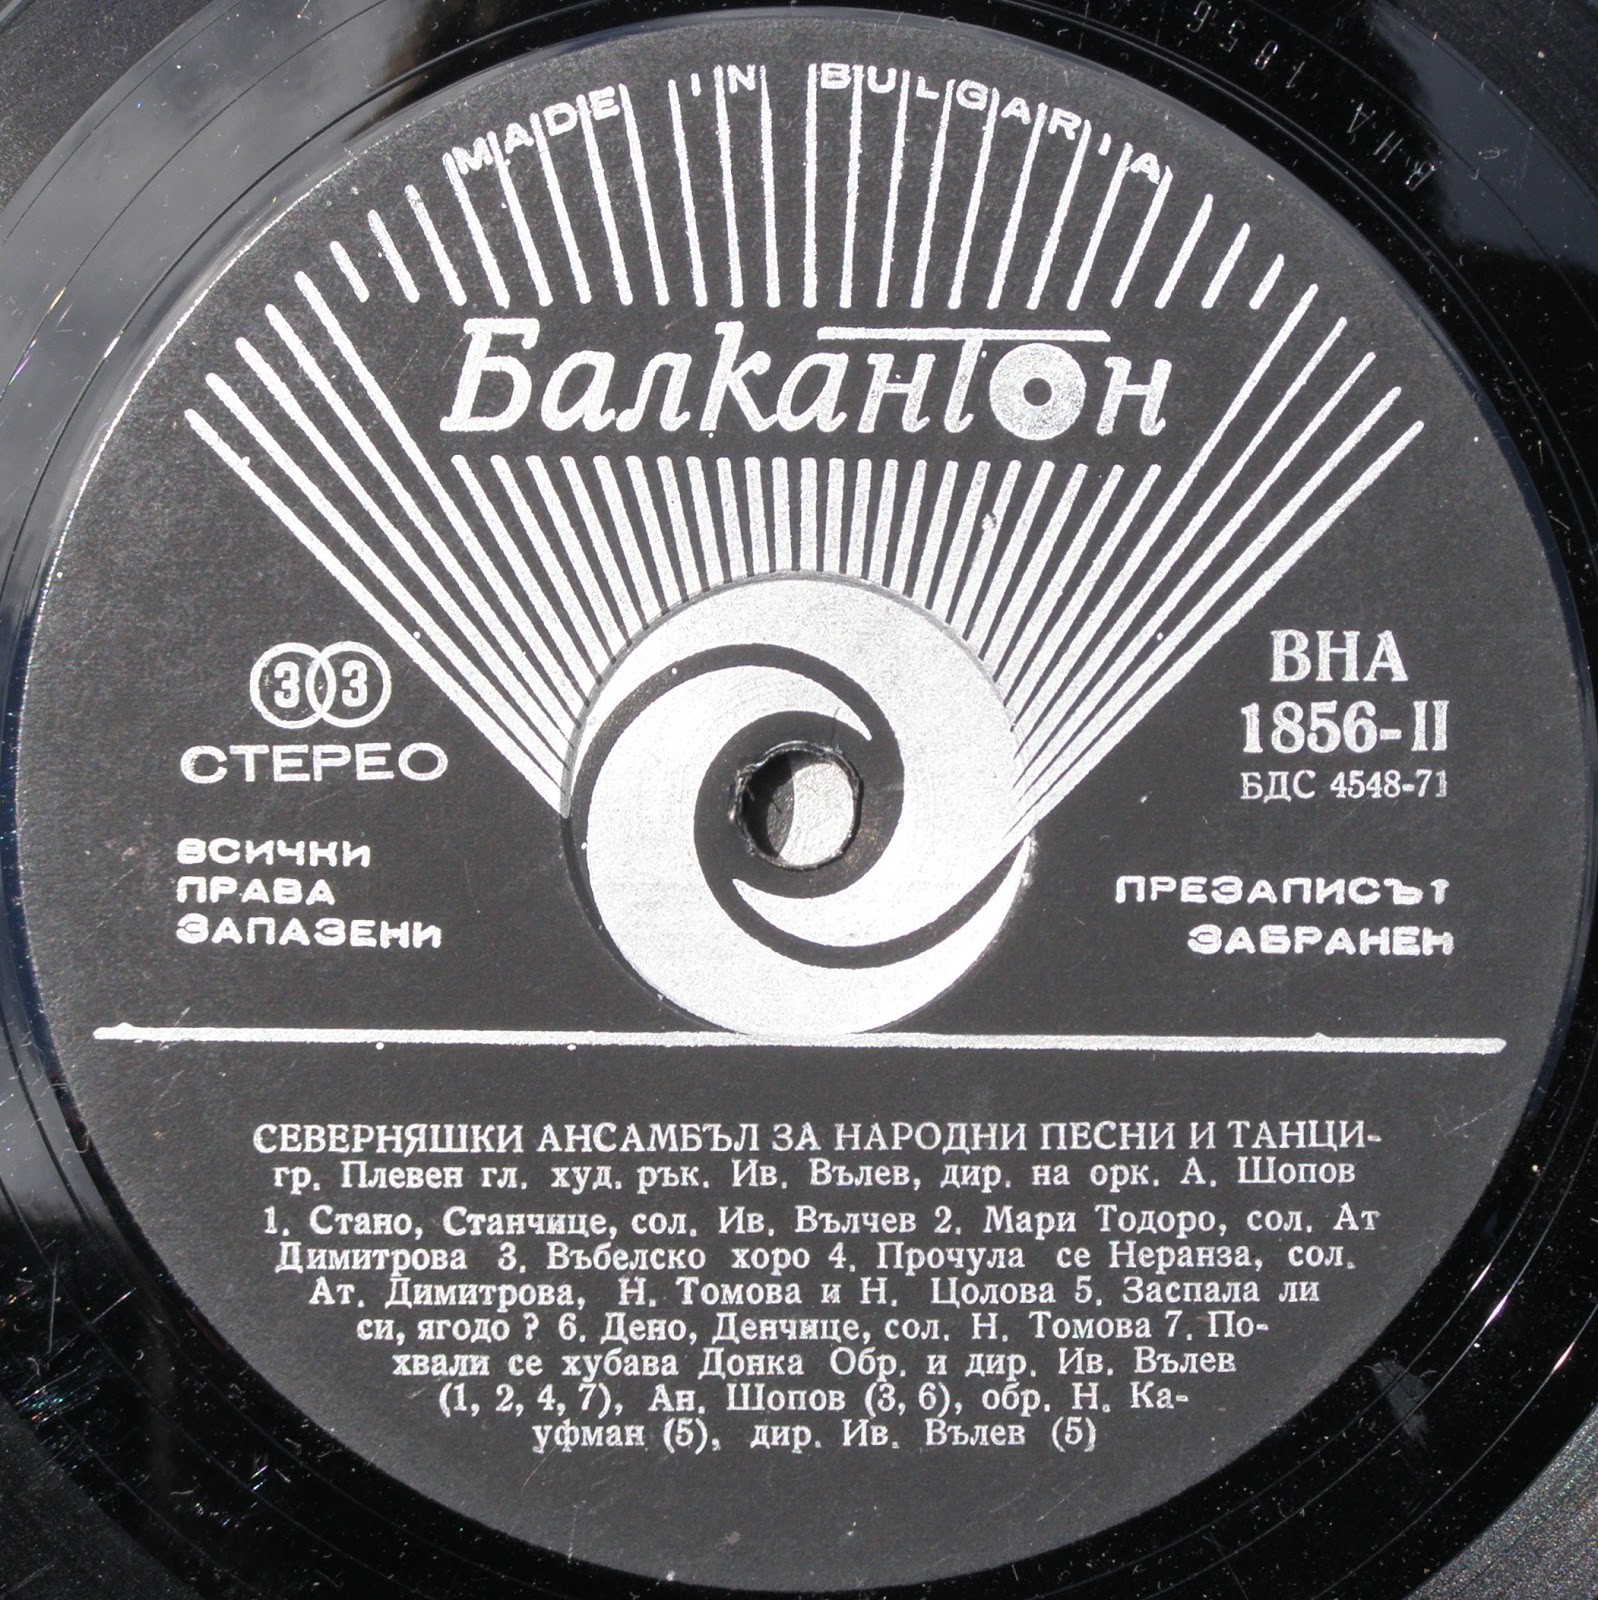 ВНА 1856
MADE IN BULGARIA
Балкантон
33
СТЕРЕО
ВСИЧКИ
ПРАВА
ЗАПАЗЕНИ
ВНА
1856-II
БДС 4548-71
ПРЕЗАПИСЪТ
ЗАБРАНЕН
СЕВЕРНЯШКИ АНСАМБЪЛ ЗА НАРОДНИ ПЕСНИ И ТАНЦИ-
гр. Плевен гл. худ. рък. Ив. Вълев, дир. на орк. А. Шопов
1. Стано, Станчице, сол. Ив. Вълчев 2. Мари Тодоро, сол. Ат
Димитрова 3. Въбелско хоро 4. Прочула се Неранза, сол.
Ат. Димитрова, Н. Томова и Н. Цолова 5. Заспала ли
си, ягодо ? 6. Дено, Денчице, сол. Н. Томова 7. По-
хвали се хубава Донка Обр. и дир. Ив. Вълев
(1, 2, 4, 7), Ан. Шопов (3, 6), обр. Н. Ка-
уфман (5), дир. Ив. Вълев (5)